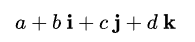 a + b i + c j + d k